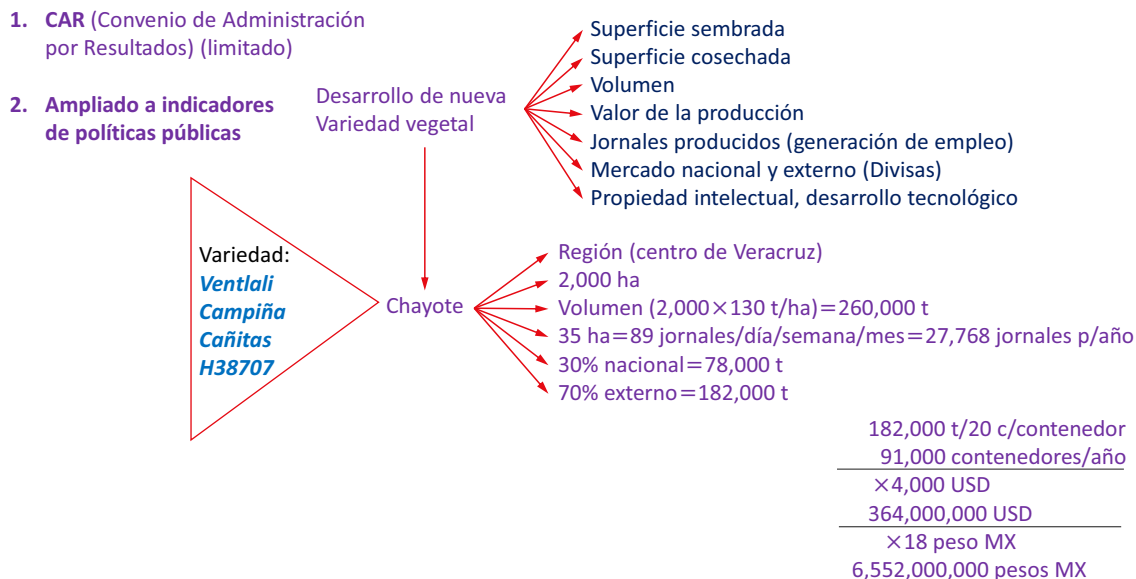 1. CAR (Convenio de Administración
por Resultados) (limitado)
2. Ampliado a indicadores
de políticas públicas
Desarrollo de nueva
Variedad vegetal
Superficie sembrada
Superficie cosechada
Volumen
Valor de la producción
Jornales producidos (generación de empleo)
Mercado nacional y externo (Divisas)
Propiedad intelectual, desarrollo tecnológico
Variedad:
Ventlali
Campiña
Cañitas
H38707
Chayote
Región (centro de Veracruz)
2,000 ha
Volumen (2,000×130 t/ha)=260,000 t
35 ha=89 jornales/día/semana/mes=27,768 jornales p/año
30% nacional=78,000 t
70% externo=182,000 t
182,000 t/20 c/contenedor
91,000 contenedores/año
×4,000 USD
364,000,000 USD
×18 peso MX
6,552,000,000 pesos MX